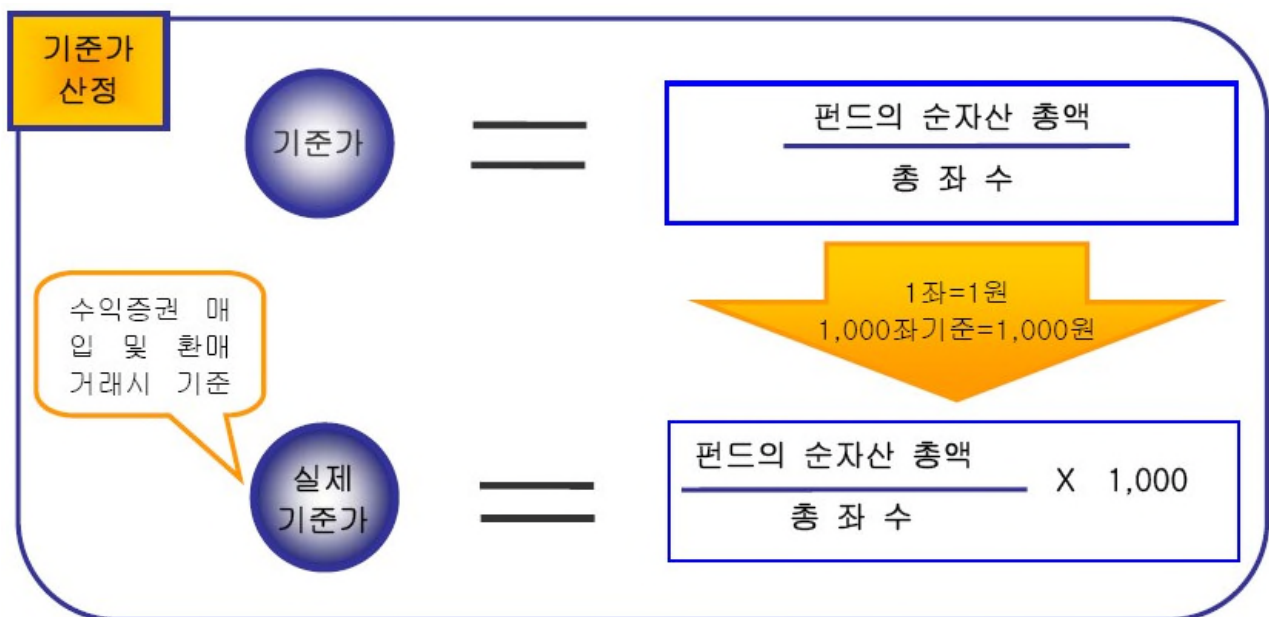 기준가
산정
기준가
펀드의 순자산 총액
총 좌 수
1좌=1원
1,000좌기준=1,000원
수익증권 매
입 및 환매
거래시 기준
실제
기준가
펀드의 순자산 총액
총 좌 수
X 1,000